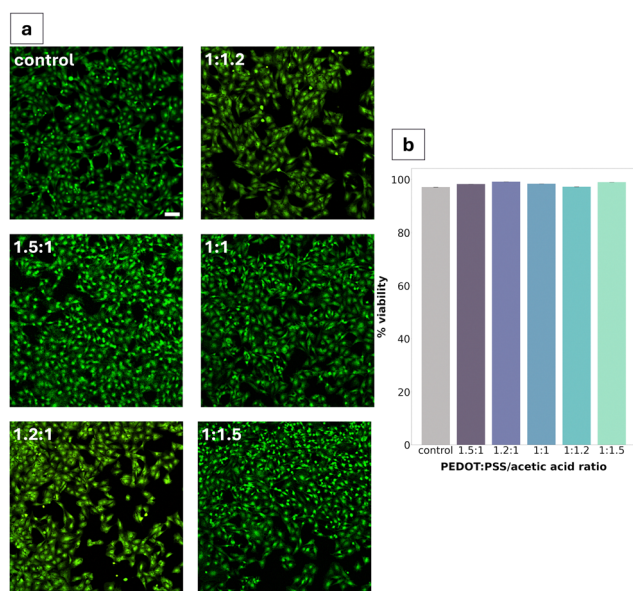 a
control
1:1.2
1.5:1
1:1
1.2:1
1:1.5
b
100
80
60
40
20
0
% viability
control 1.5:1 1.2:1 1:1 1:1.2 1:1.5
PEDOT:PSS/acetic acid ratio